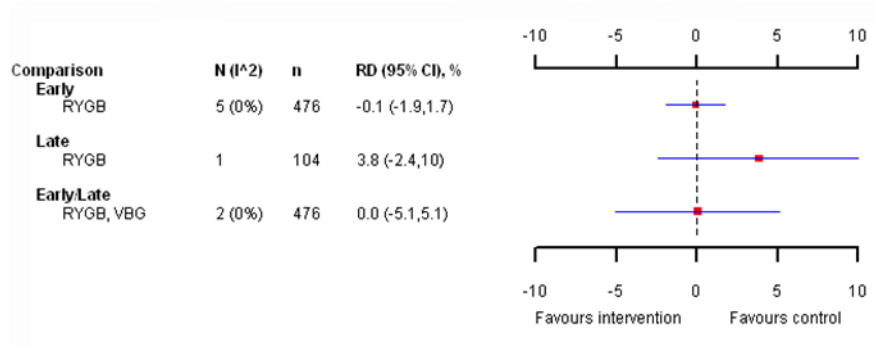 -10 -5 0 5 10
Comparison N (I^2) n RD (95% CI), %
Early
RYGB 5 (0%) 476 -0.1 (-1.9,1.7)
Late
RYGB 1 104 3.8 (-2.4,10)
Early/Late
RYGB, VBG 2 (0%) 476 0.0 (-5.1,5.1)
-10 -5 0 5 10
Favours intervention Favours control